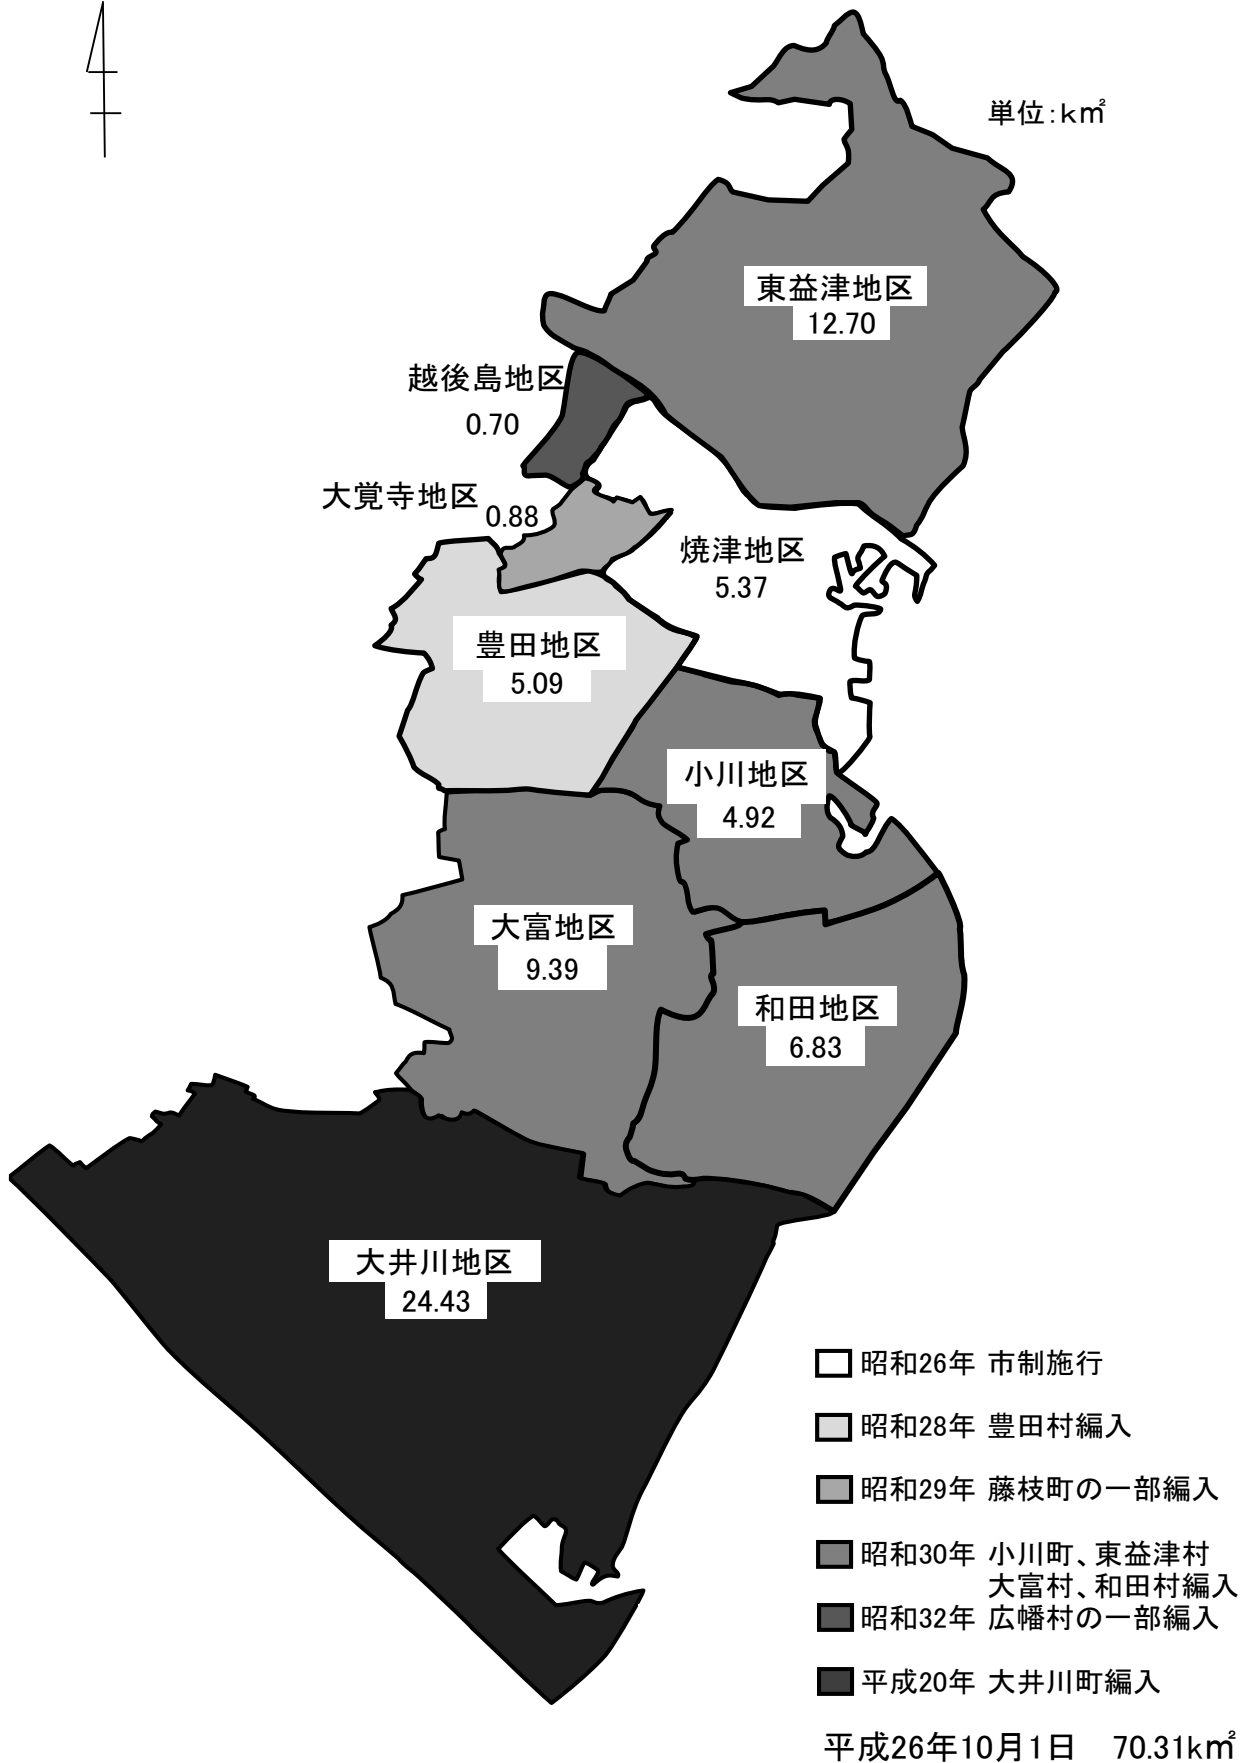 単位:k㎡
東益津地区
12.70
越後島地区
0.70
大覚寺地区
0.88
焼津地区
5.37
豊田地区
5.09
小川地区
4.92
大富地区
9.39
和田地区
6.83
大井川地区
24.43
昭和26年 市制施行
昭和28年 豊田村編入
昭和29年 藤枝町の一部編入
昭和30年 小川町、東益津村
大富村、和田村編入
昭和32年 広幡村の一部編入
平成20年 大井川町編入
平成26年10月1日 70.31k㎡